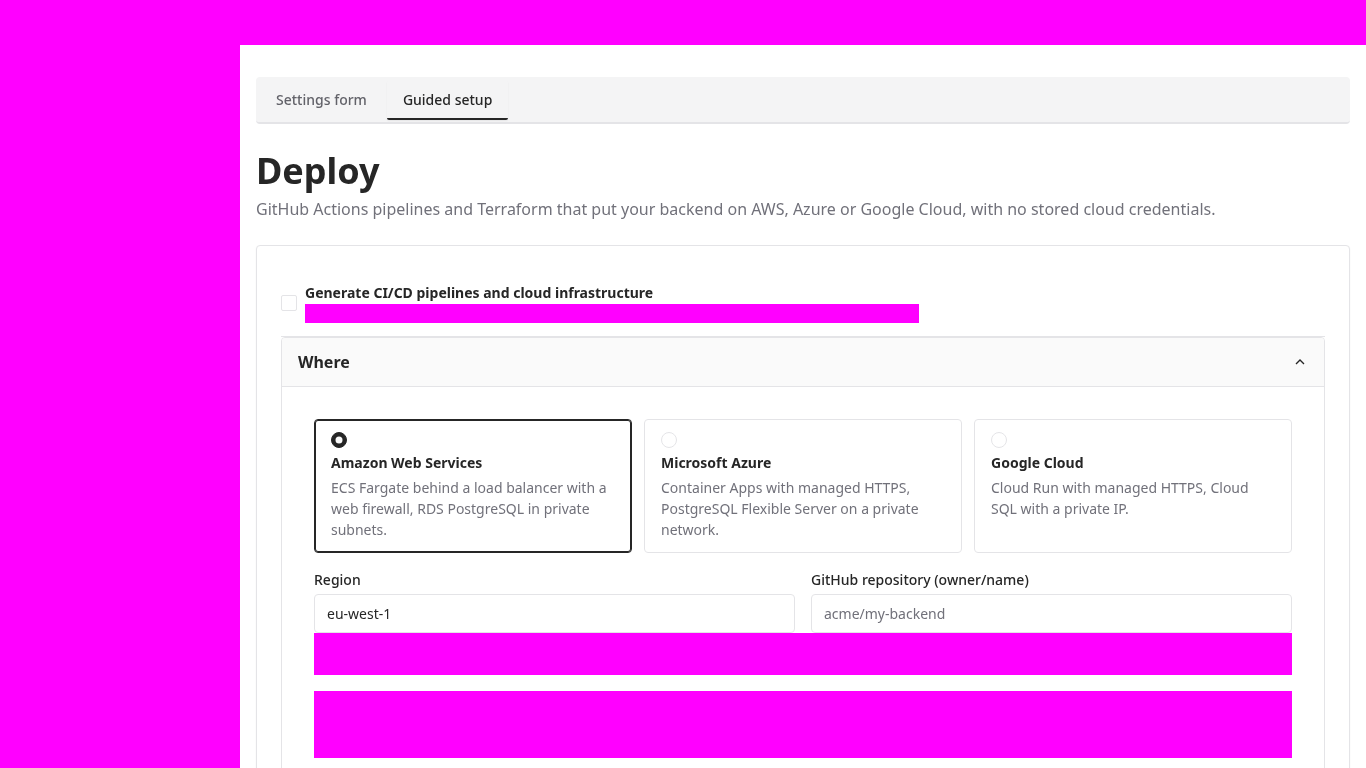 Settings form
Guided setup
Deploy
GitHub Actions pipelines and Terraform that put your backend on AWS, Azure or Google Cloud, with no stored cloud credentials.
Generate CI/CD pipelines and cloud infrastructure
Where
Amazon Web Services
ECS Fargate behind a load balancer with a
web firewall, RDS PostgreSQL in private
subnets.
Microsoft Azure
Container Apps with managed HTTPS,
PostgreSQL Flexible Server on a private
network.
Google Cloud
Cloud Run with managed HTTPS, Cloud
SQL with a private IP.
Region
eu-west-1
GitHub repository (owner/name)
acme/my-backend